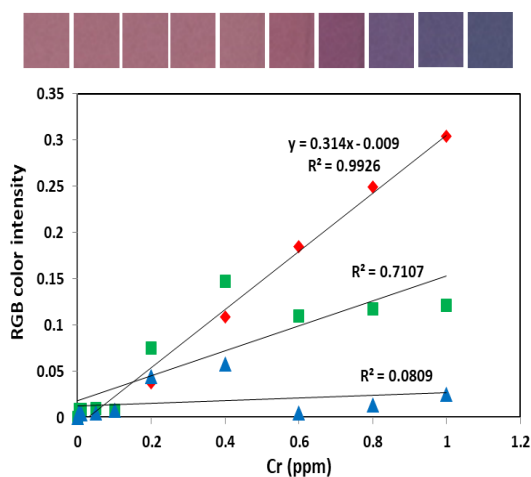 0.35
0.3
0.25
0.2
0.15
0.1
0.05
0
RGB color intensity
y = 0.314x - 0.009
R² = 0.9926
R² = 0.7107
R² = 0.0809
0 0.2 0.4 0.6 0.8 1
Cr (ppm)